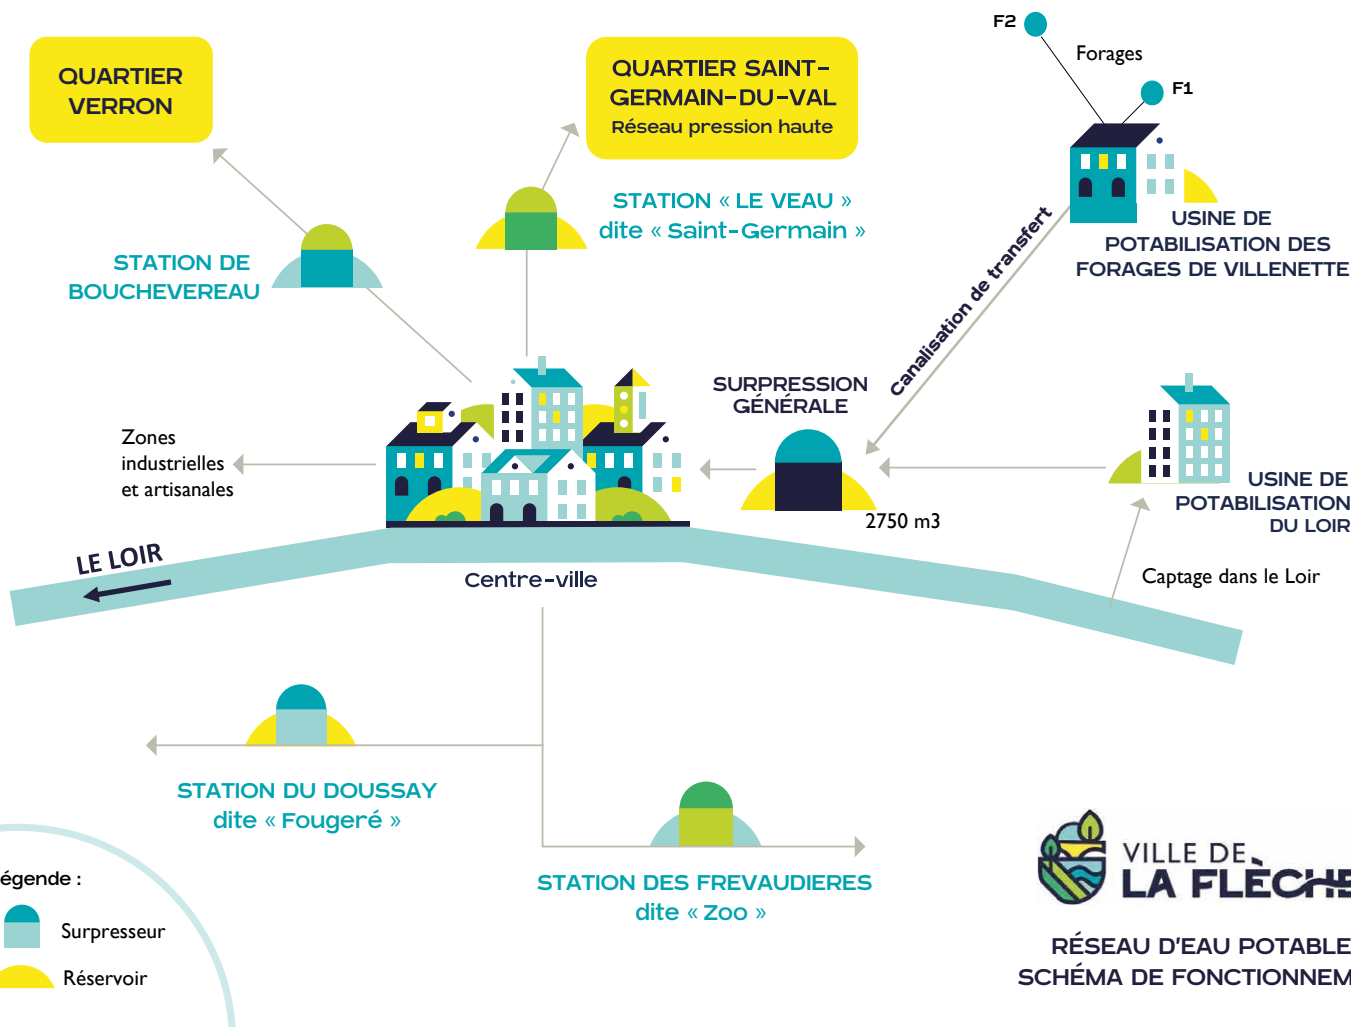 F2
Forages
F1
QUARTIER
VERRON
QUARTIER SAINT-
GERMAIN-DU-VAL
Réseau pression haute
STATION « LE VEAU »
dite « Saint-Germain »
USINE DE
POTABILISATION DES
FORAGES DE VILLENETTE
STATION DE
BOUCHEVEREAU
Canalisation de transfert
SURPRESSION
GÉNÉRALE
Zones
industrielles
et artisanales
2750 m3
USINE DE
POTABILISATION
DU LOIR
LE LOIR
Centre-ville
Captage dans le Loir
STATION DU DOUSSAY
dite « Fougeré »
STATION DES FREVAUDIERES
dite « Zoo »
égende :
Surpresseur
Réservoir
VILLE DE
LA FLÈCHE
RÉSEAU D'EAU POTABLE
SCHÉMA DE FONCTIONNEM